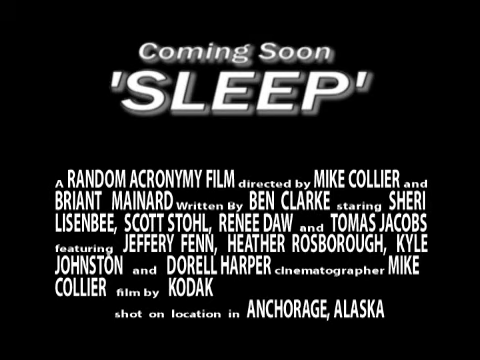 Coming Soon
'SLEEP'
A RANDOM ACRONYMY FILM directed by MIKE COLLIER and
BRIANT MAINARD Written By BEN CLARKE staring SHERI
LISENBEE, SCOTT STOHL, RENEE DAW and TOMAS JACOBS
featuring JEFFERY FENN, HEATHER ROSBOROUGH, KYLE
JOHNSTON and DORELL HARPER cinematographer MIKE
COLLIER film by KODAK
shot on location in ANCHORAGE, ALASKA